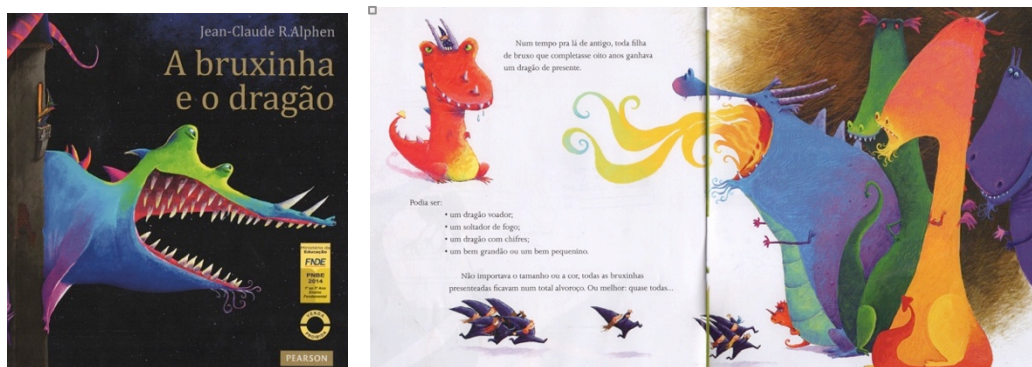 Jean-Claude R.Alphen
A bruxinha
e o dragão
FNDE
PNBE
2014
PEARSON
Num tempo pra lá de antigo, toda filha
de bruxo que completasse oito anos ganhava
um dragão de presente.
Podia ser:
• um dragão voador;
• um soltador de fogo;
• um dragão com chifres;
• um bem grandão ou um bem pequenino.
Não importava o tamanho ou a cor, todas as bruxinhas
presenteadas ficavam num total alvoroço. Ou melhor: quase todas...